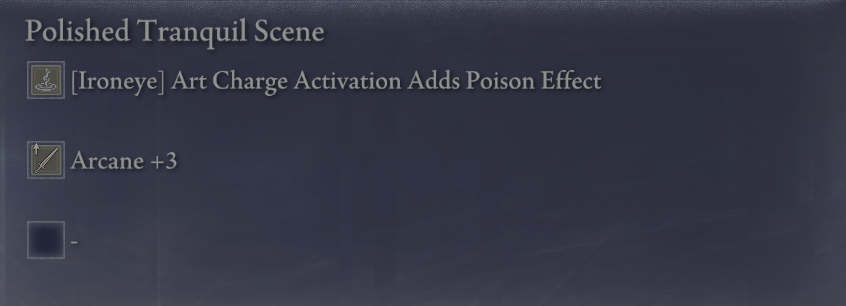 Polished Tranquil Scene
[Ironeye] Art Charge Activation Adds Poison Effect
Arcane +3
-